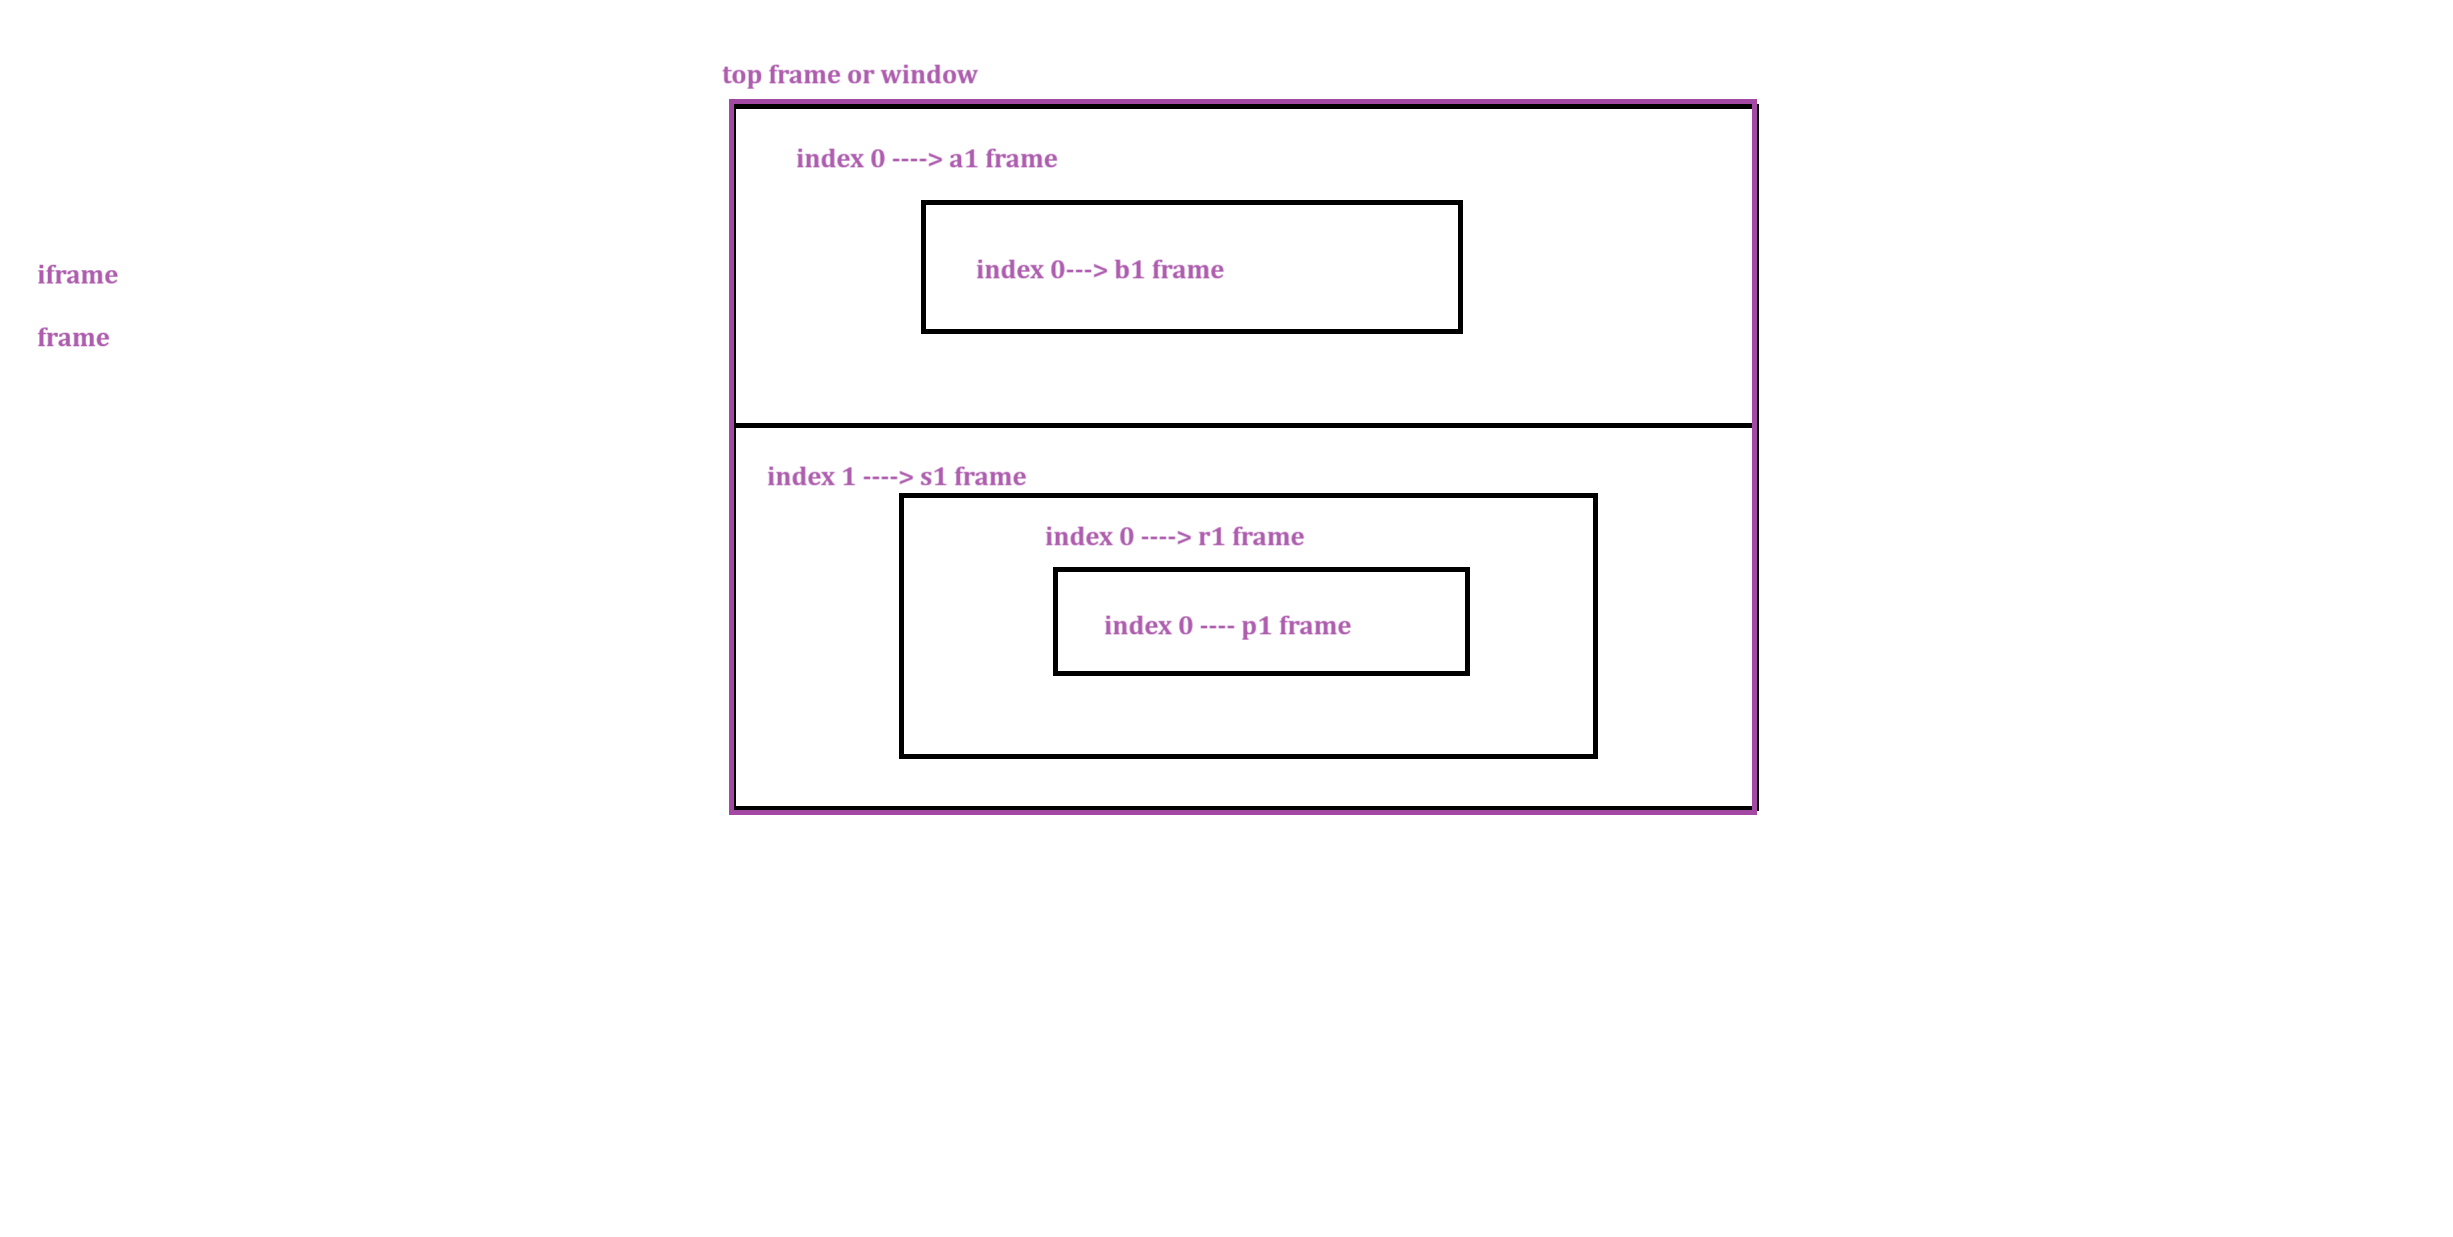 top frame or window
index 0 ----> a1 frame
index 0---> b1 frame
iframe
frame
index 1 ----> s1 frame
index 0 ----> r1 frame
index 0 ---- p1 frame